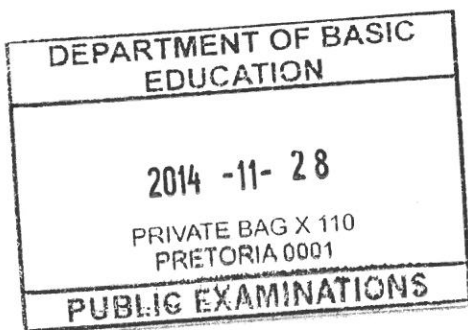 DEPARTMENT OF BASIC
EDUCATION
2014 -11- 28
PRIVATE BAG X 110
PRETORIA 0001
PUBLIC EXAMINATIONS